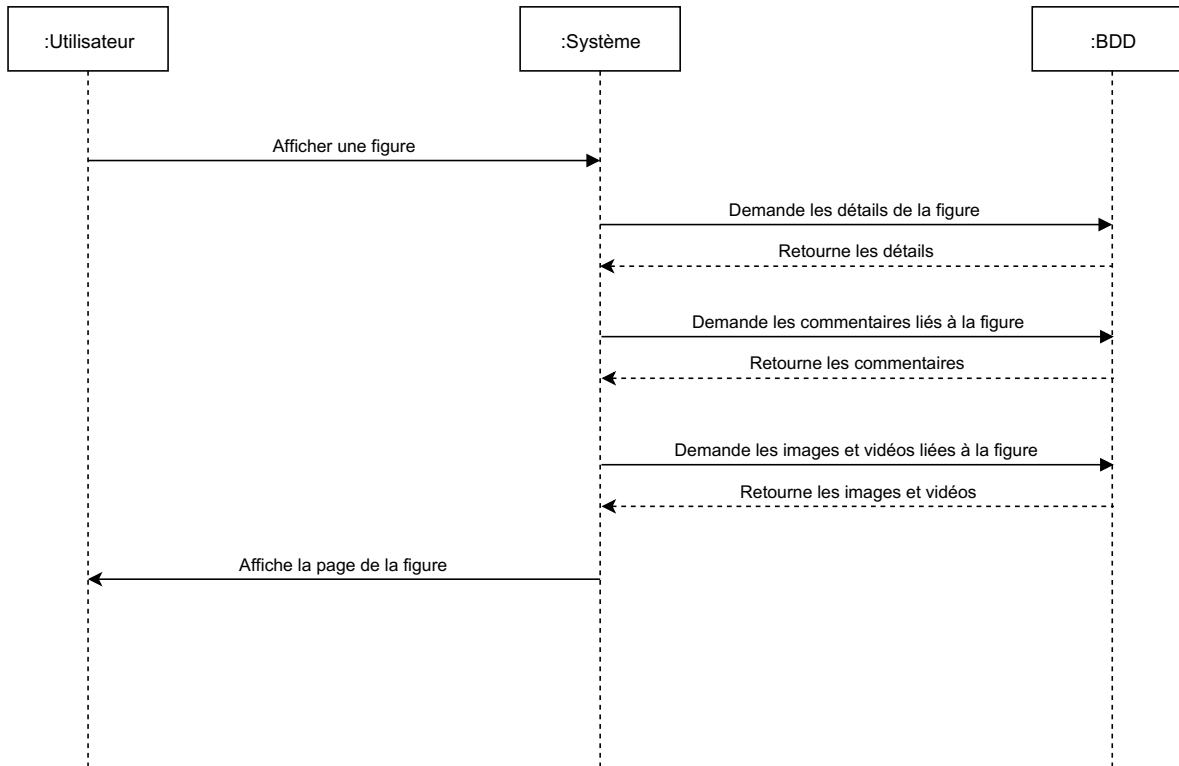 :Utilisateur
:Système
:BDD
Afficher une figure
Demande les détails de la figure
Retourne les détails
Demande les commentaires liés à la figure
Retourne les commentaires
Demande les images et vidéos liées à la figure
Retourne les images et vidéos
Affiche la page de la figure